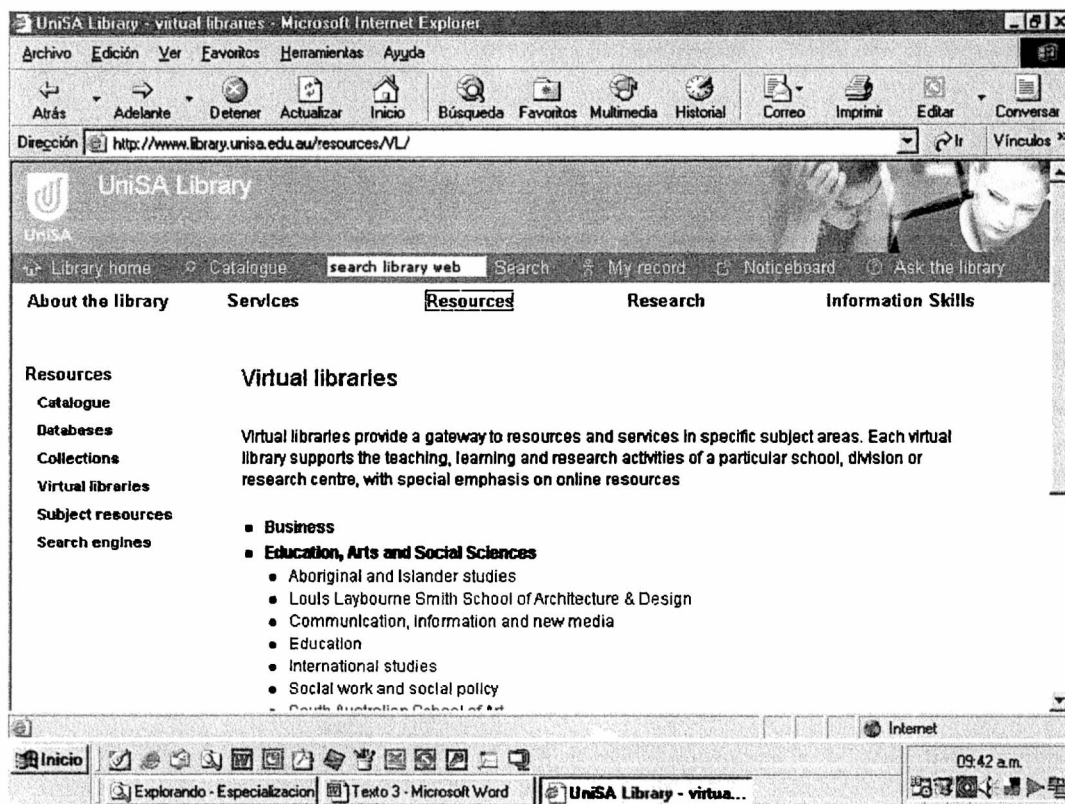 UniSA Library - virtual libraries - Microsoft Internet Explorer
Archivo Edición Ver Favoritos Herramientas Ayuda
Atrás Adelante Detener Actualizar Inicio Búsqueda Favoritos Multimedia Historial Correo Imprimir Editar Conversar
Dirección http://www.library.unisa.edu.au/resources/VL/ Ir Vínculos »
UniSA Library
UniSA
Library home Catalogue search library web Search My record Noticeboard Ask the library
About the library Services Resources Research Information Skills
Resources
Catalogue
Databases
Collections
Virtual libraries
Subject resources
Search engines
Virtual libraries
Virtual libraries provide a gateway to resources and services in specific subject areas. Each virtual
library supports the teaching, learning and research activities of a particular school, division or
research centre, with special emphasis on online resources
Business
Education, Arts and Social Sciences
Aboriginal and Islander studies
Louis Laybourne Smith School of Architecture & Design
Communication, information and new media
Education
International studies
Social work and social policy
South Australian School of Art
Internet
Inicio 09:42 a.m.
Explorando - Especializacion Texto 3 - Microsoft Word UniSA Library - virtua...